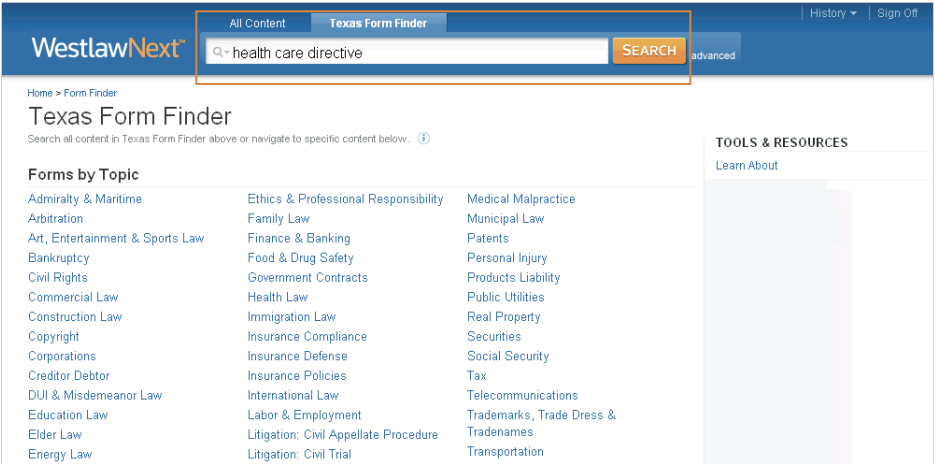 History Sign Off
All Content Texas Form Finder
WestlawNext™
health care directive
SEARCH
advanced
Home > Form Finder
Texas Form Finder
Search all content in Texas Form Finder above or navigate to specific content below.
TOOLS & RESOURCES
Learn About
Forms by Topic
Admiralty & Maritime
Arbitration
Art, Entertainment & Sports Law
Bankruptcy
Civil Rights
Commercial Law
Construction Law
Copyright
Corporations
Creditor Debtor
DUI & Misdemeanor Law
Education Law
Elder Law
Energy Law
Ethics & Professional Responsibility
Family Law
Finance & Banking
Food & Drug Safety
Government Contracts
Health Law
Immigration Law
Insurance Compliance
Insurance Defense
Insurance Policies
International Law
Labor & Employment
Litigation: Civil Appellate Procedure
Litigation: Civil Trial
Medical Malpractice
Municipal Law
Patents
Personal Injury
Products Liability
Public Utilities
Real Property
Securities
Social Security
Tax
Telecommunications
Trademarks, Trade Dress &
Tradenames
Transportation